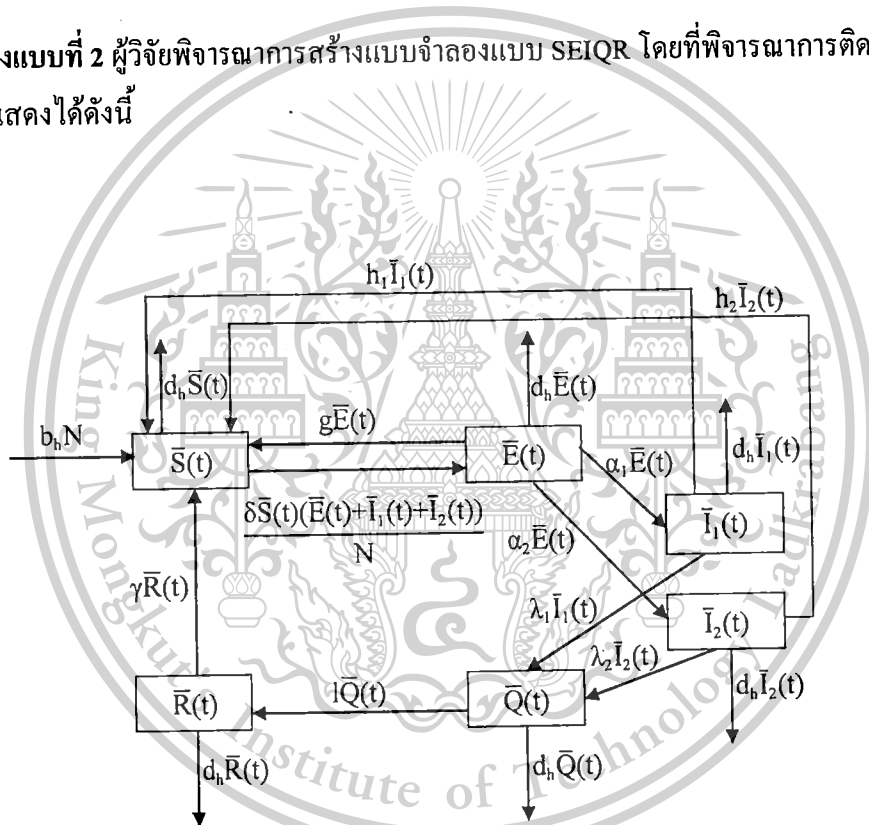 งแบบที่ 2 ผู้วิจัยพิจารณาการสร้างแบบจำลองแบบ SEIQR โดยที่พิจารณาการติด
แสดงได้ดังนี้
h₁Ī₁(t)
h₂Ī₂(t)
d_hS̄(t)
d_hĒ(t)
b_hN
gĒ(t)
S̄(t)
Ē(t)
α₁Ē(t)
d_hĪ₁(t)
δS̄(t)(Ē(t)+Ī₁(t)+Ī₂(t))
N
α₂Ē(t)
Ī₁(t)
γR̄(t)
λ₁Ī₁(t)
Ī₂(t)
λ₂Ī₂(t)
R̄(t)
lQ̄(t)
Q̄(t)
d_hĪ₂(t)
d_hR̄(t)
d_hQ̄(t)
King Mongkut's Institute of Technology Ladkrabang